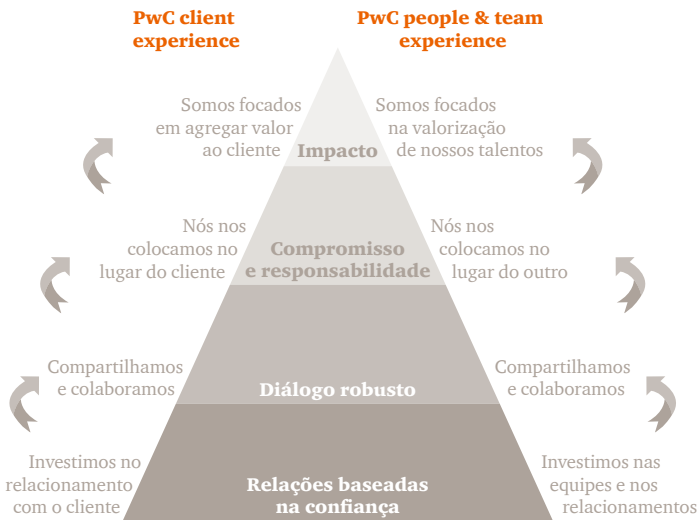 PwC client
experience
PwC people & team
experience
Somos focados
em agregar valor
ao cliente
Impacto
Somos focados
na valorização
de nossos talentos
Nós nos
colocamos no
lugar do cliente
Compromisso
e responsabilidade
Nós nos
colocamos no
lugar do outro
Compartilhamos
e colaboramos
Diálogo robusto
Compartilhamos
e colaboramos
Investimos no
relacionamento
com o cliente
Relações baseadas
na confiança
Investimos nas
equipes e nos
relacionamentos